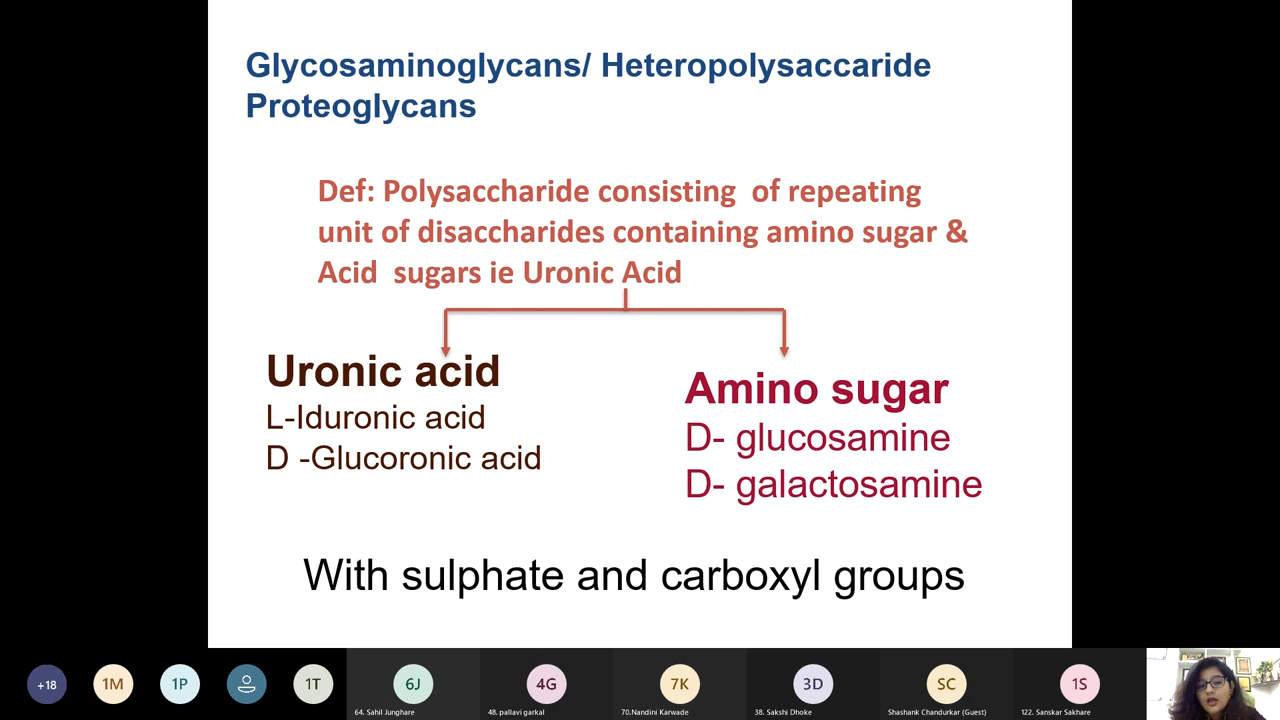 Glycosaminoglycans/ Heteropolysaccaride
Proteoglycans
Def: Polysaccharide consisting of repeating
unit of disaccharides containing amino sugar &
Acid sugars ie Uronic Acid
Uronic acid
L-Iduronic acid
D -Glucoronic acid
Amino sugar
D- glucosamine
D- galactosamine
With sulphate and carboxyl groups
+18
1M
1P
1T
6J
4G
7K
3D
SC
1S
64. Sahil Junghare
48. pallavi garkal
70.Nandini Karwade
38. Sakshi Dhoke
Shashank Chandurkar (Guest)
122. Sanskar Sakhare